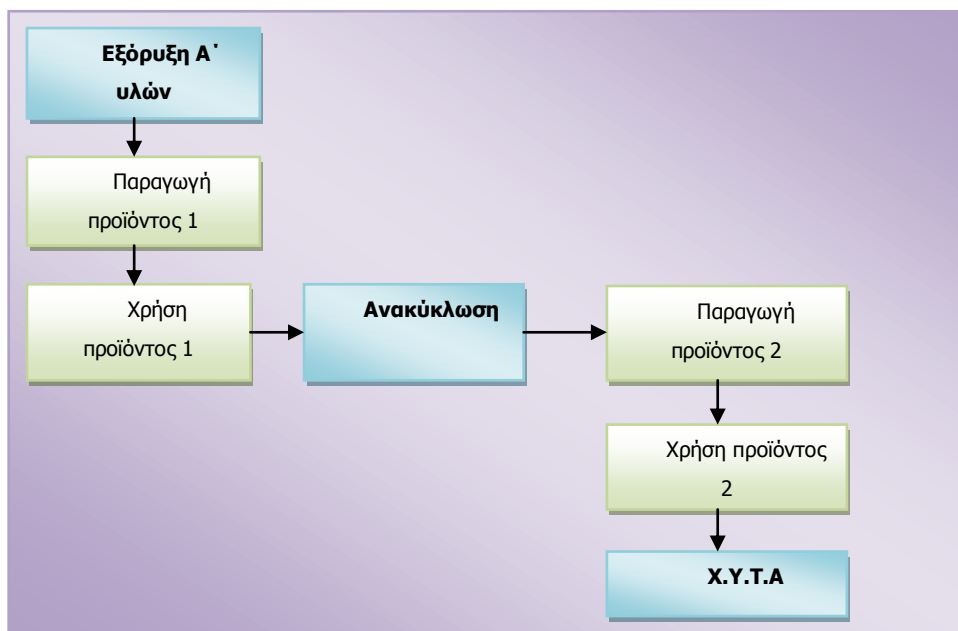 Εξόρυξη Α΄
υλών
Παραγωγή
προϊόντος 1
Χρήση
προϊόντος 1
Ανακύκλωση
Παραγωγή
προϊόντος 2
Χρήση προϊόντος
2
Χ.Υ.Τ.Α